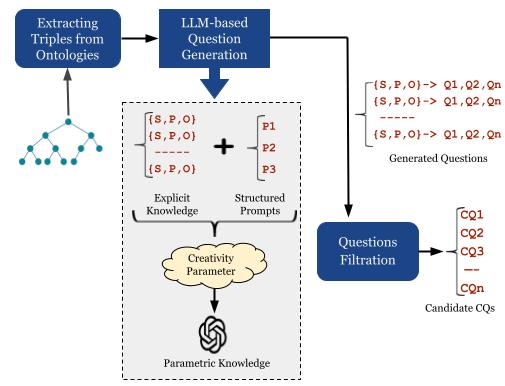 Extracting
Triples from
Ontologies
LLM-based
Question
Generation
{S,P,O}-> Q1,Q2,Qn
{S,P,O}-> Q1,Q2,Qn
-----
{S,P,O}-> Q1,Q2,Qn
Generated Questions
{S,P,O}
{S,P,O}
-----
{S,P,O}
+
P1
P2
P3
Explicit
Knowledge
Structured
Prompts
Creativity
Parameter
Parametric Knowledge
Questions
Filtration
CQ1
CQ2
CQ3
--
CQn
Candidate CQs